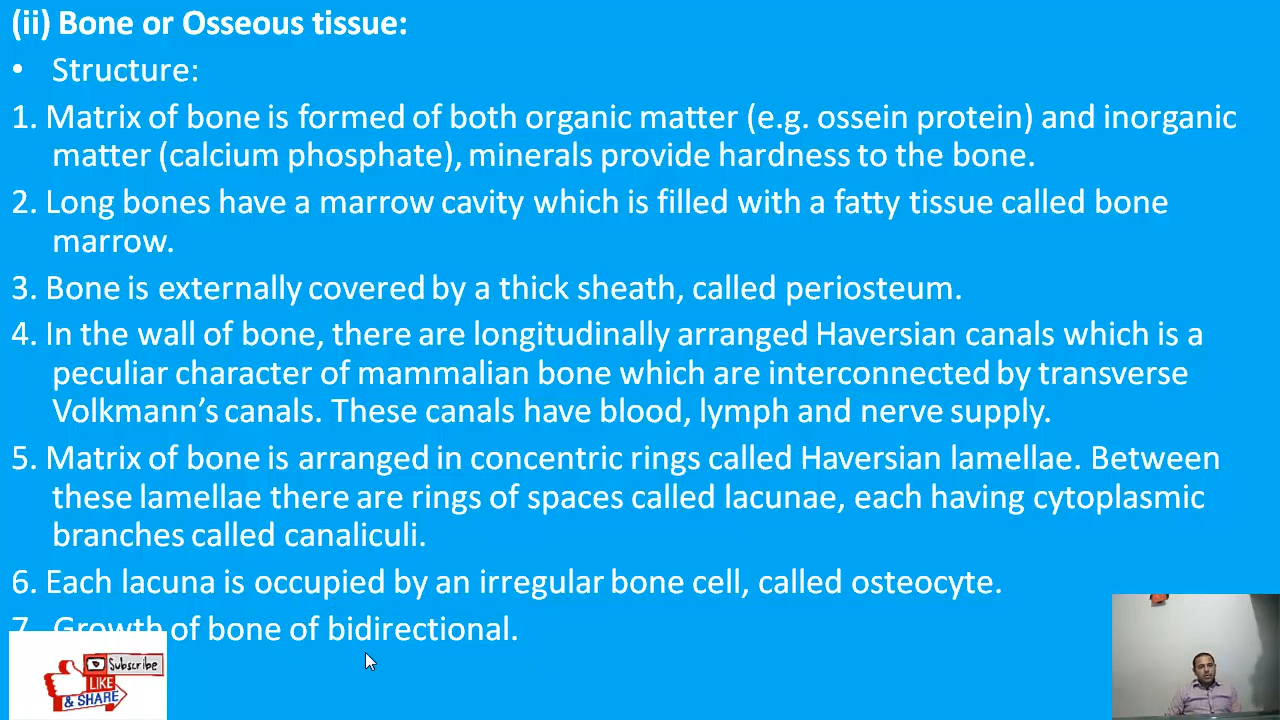 (ii) Bone or Osseous tissue:
• Structure:
1. Matrix of bone is formed of both organic matter (e.g. ossein protein) and inorganic
matter (calcium phosphate), minerals provide hardness to the bone.
2. Long bones have a marrow cavity which is filled with a fatty tissue called bone
marrow.
3. Bone is externally covered by a thick sheath, called periosteum.
4. In the wall of bone, there are longitudinally arranged Haversian canals which is a
peculiar character of mammalian bone which are interconnected by transverse
Volkmann's canals. These canals have blood, lymph and nerve supply.
5. Matrix of bone is arranged in concentric rings called Haversian lamellae. Between
these lamellae there are rings of spaces called lacunae, each having cytoplasmic
branches called canaliculi.
6. Each lacuna is occupied by an irregular bone cell, called osteocyte.
7. Growth of bone of bidirectional.
Subscribe
LIKE
& SHARE